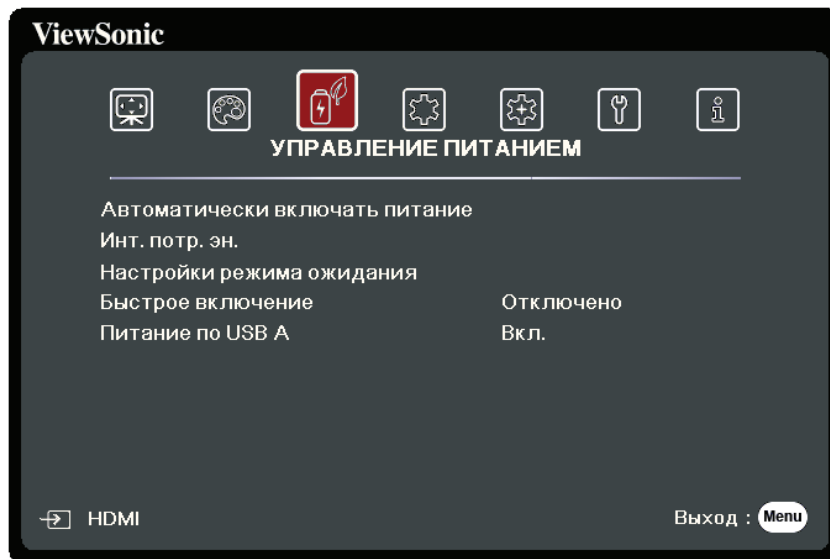 ViewSonic
УПРАВЛЕНИЕ ПИТАНИЕМ
Автоматически включать питание
Инт. потр. эн.
Настройки режима ожидания
Быстрое включение Отключено
Питание по USB A Вкл.
HDMI Выход : Menu